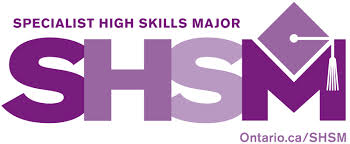 SPECIALIST HIGH SKILLS MAJOR
SHSM
Ontario.ca/SHSM